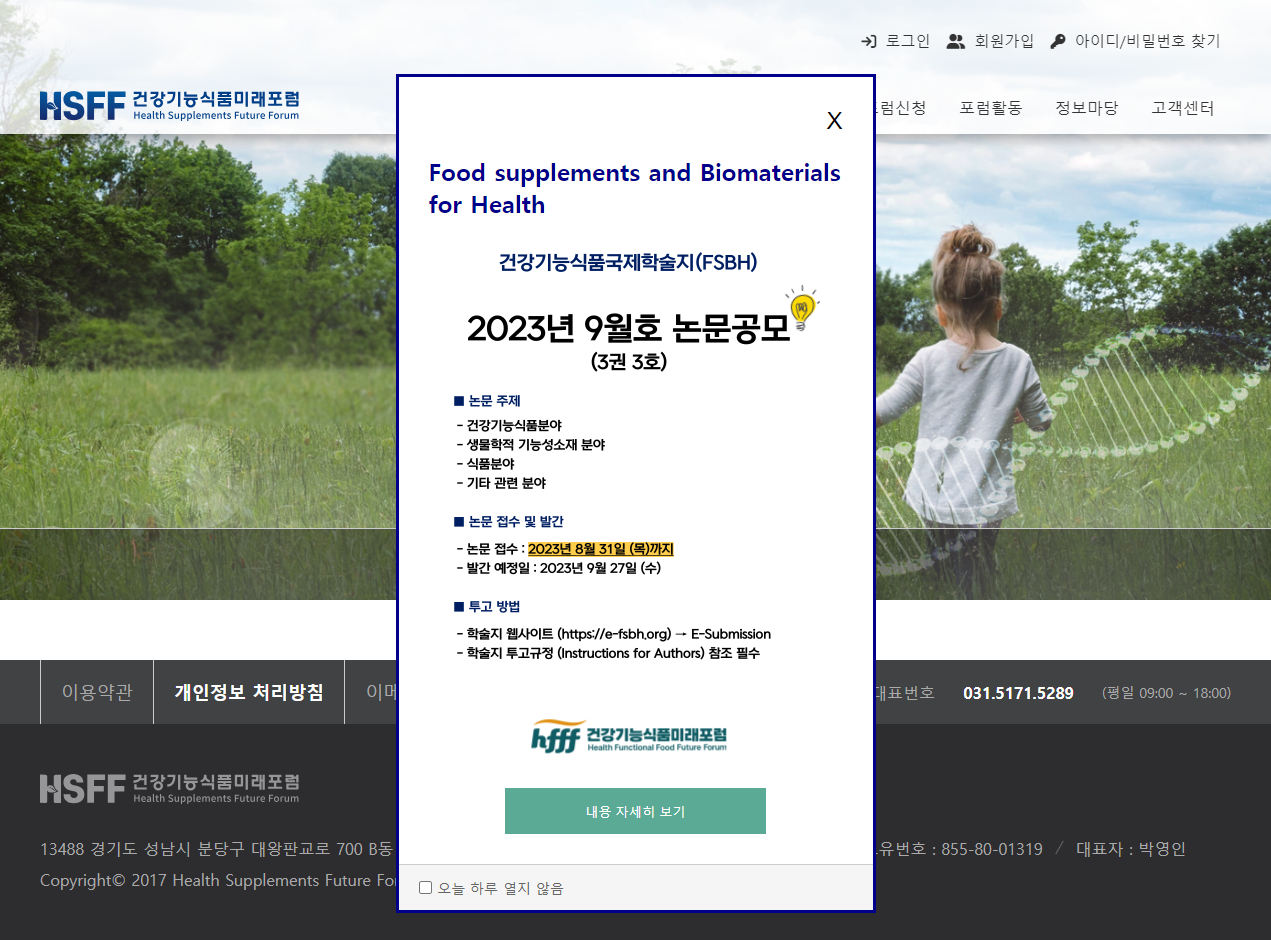 로그인 회원가입 아이디/비밀번호 찾기
HSFF 건강기능식품미래포럼
Health Supplements Future Forum
럼신청 포럼활동 정보마당 고객센터
X
Food supplements and Biomaterials
for Health
건강기능식품국제학술지(FSBH)
2023년 9월호 논문공모
(3권 3호)
■ 논문 주제
- 건강기능식품분야
- 생물학적 기능성소재 분야
- 식품분야
- 기타 관련 분야
■ 논문 접수 및 발간
- 논문 접수 : 2023년 8월 31일 (목)까지
- 발간 예정일 : 2023년 9월 27일 (수)
■ 투고 방법
- 학술지 웹사이트 (https://e-fsbh.org) → E-Submission
- 학술지 투고규정 (Instructions for Authors) 참조 필수
hfff 건강기능식품미래포럼
Health Functional Food Future Forum
내용 자세히 보기
오늘 하루 열지 않음
이용약관 개인정보 처리방침 이메
대표번호 031.5171.5289 (평일 09:00 ~ 18:00)
HSFF 건강기능식품미래포럼
Health Supplements Future Forum
13488 경기도 성남시 분당구 대왕판교로 700 B동
유번호 : 855-80-01319 / 대표자 : 박영인
Copyright© 2017 Health Supplements Future For